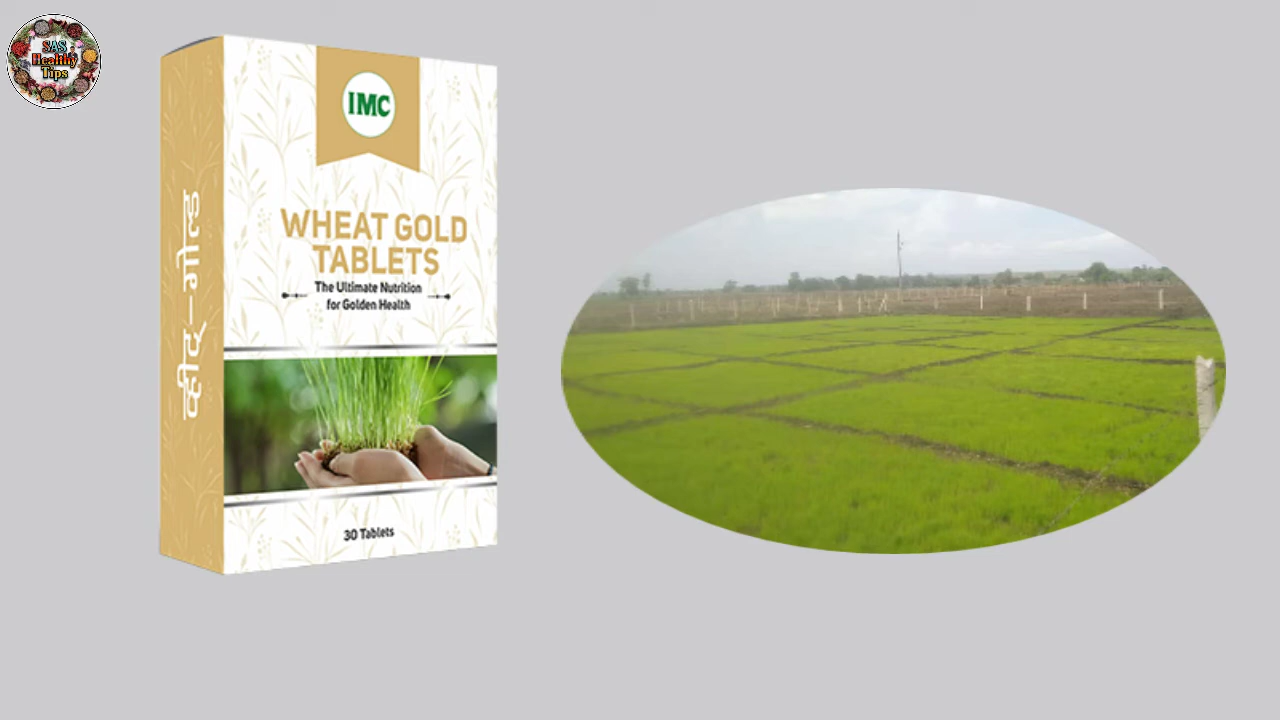 SAS
Healthy
Tips
IMC
WHEAT GOLD
TABLETS
The Ultimate Nutrition
for Golden Health
30 Tablets
व्हीट-गोल्ड